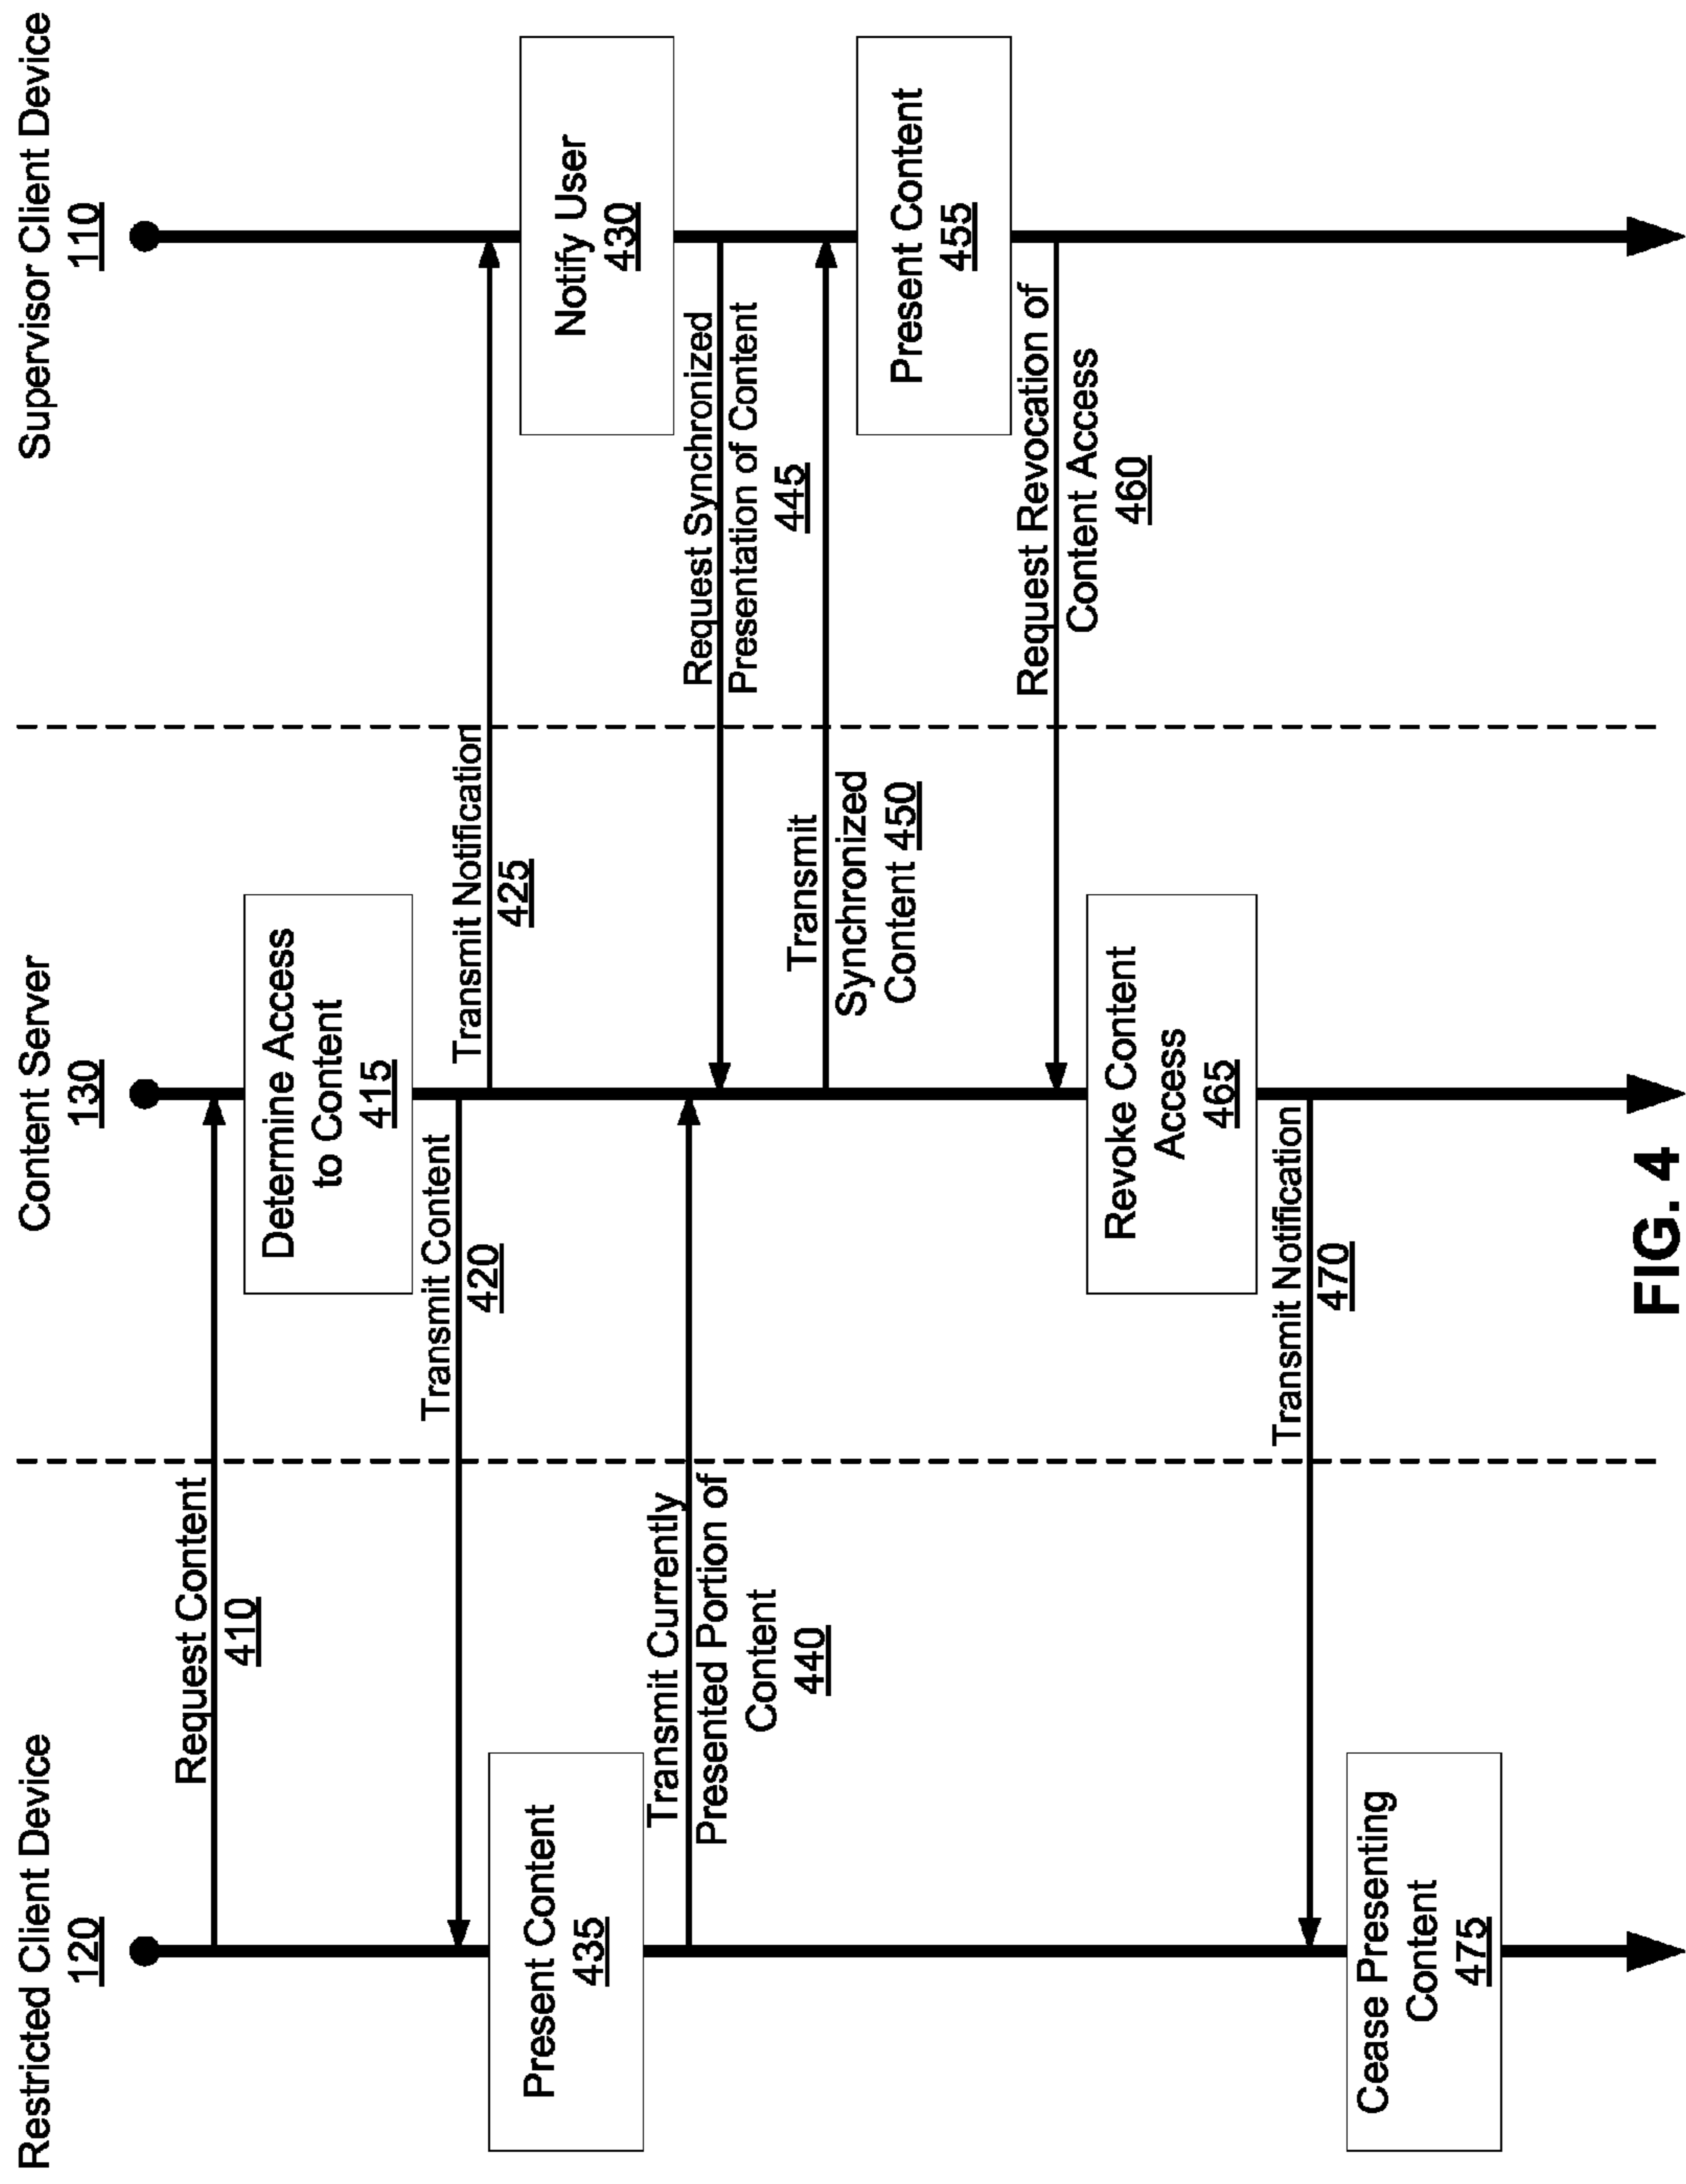 Restricted Client Device
120
Content Server
130
Supervisor Client Device
110
Request Content
410
Determine Access
to Content
415
Transmit Content
420
Transmit Notification
425
Notify User
430
Present Content
435
Transmit Currently
Presented Portion of
Content
440
Request Synchronized
Presentation of Content
445
Transmit
Synchronized
Content 450
Present Content
455
Request Revocation of
Content Access
460
Revoke Content
Access
465
Transmit Notification
470
Cease Presenting
Content
475
FIG. 4